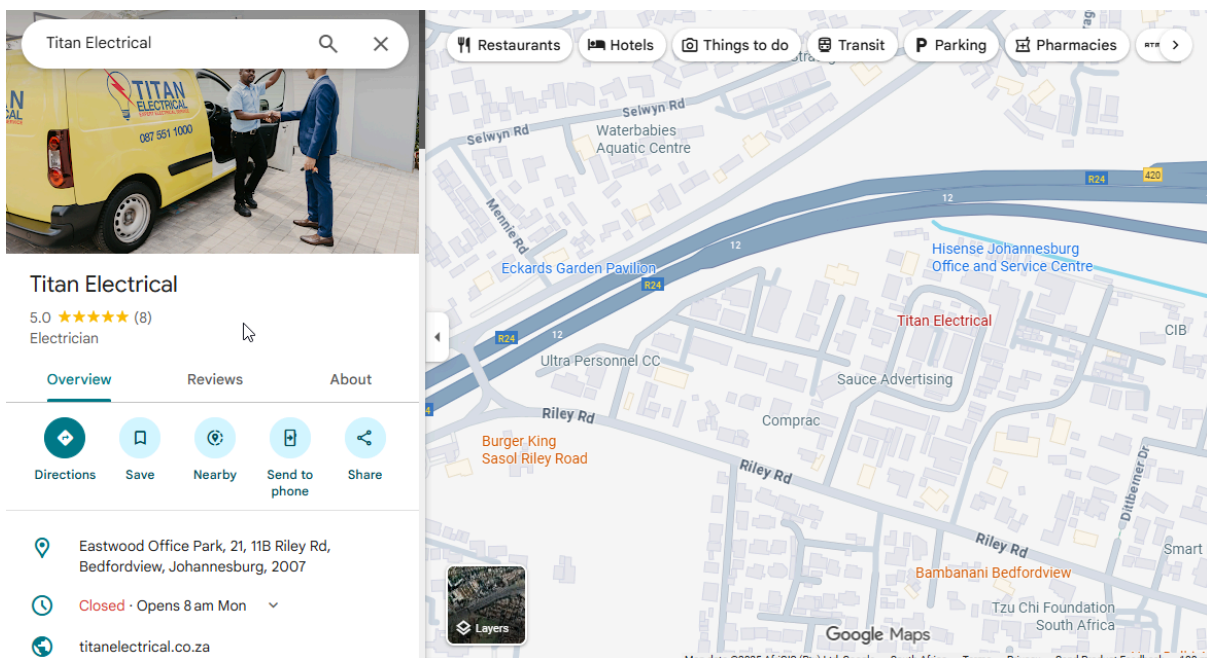 Titan Electrical
TITAN
ELECTRICAL
EXPERT ELECTRICAL SERVICE
087 551 1000
Titan Electrical
5.0 ★★★★★ (8)
Electrician
Overview
Reviews
About
Directions
Save
Nearby
Send to
phone
Share
Eastwood Office Park, 21, 11B Riley Rd,
Bedfordview, Johannesburg, 2007
Closed · Opens 8 am Mon
titanelectrical.co.za
Restaurants
Hotels
Things to do
Transit
P Parking
Pharmacies
Selwyn Rd
Selwyn Rd
Waterbabies
Aquatic Centre
Mennie Rd
R24
420
12
12
Eckards Garden Pavilion
R24
Hisense Johannesburg
Office and Service Centre
Titan Electrical
CIB
R24
12
Ultra Personnel CC
Sauce Advertising
Riley Rd
Comprac
Burger King
Sasol Riley Road
Riley Rd
Dittberner Dr
Riley Rd
Smart
Bambanani Bedfordview
Tzu Chi Foundation
South Africa
Layers
Google Maps